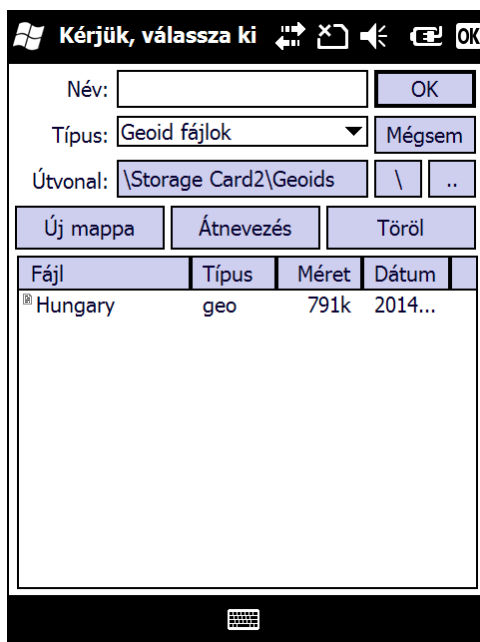 Kérjük, válassza ki OK
Név: OK
Típus: Geoid fájlok Mégsem
Útvonal: \Storage Card2\Geoids \ ..
Új mappa Átnevezés Töröl
Fájl Típus Méret Dátum
Hungary geo 791k 2014...